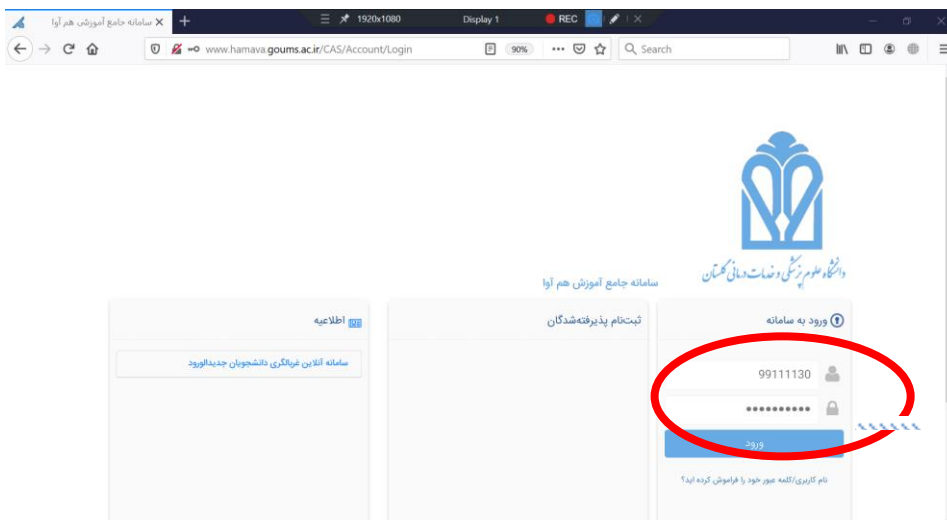 سامانه جامع آموزشی هم آوا
1920x1080
Display 1
REC
www.hamava.goums.ac.ir/CAS/Account/Login
90%
Search
دانشگاه علوم پزشکی و خدمات درمانی گلستان
سامانه جامع آموزش هم آوا
ورود به سامانه
99111130
ورود
نام کاربری/کلمه عبور خود را فراموش کرده اید؟
ثبت‌نام پذیرفته‌شدگان
اطلاعیه
سامانه آنلاین غربالگری دانشجویان جدیدالورود